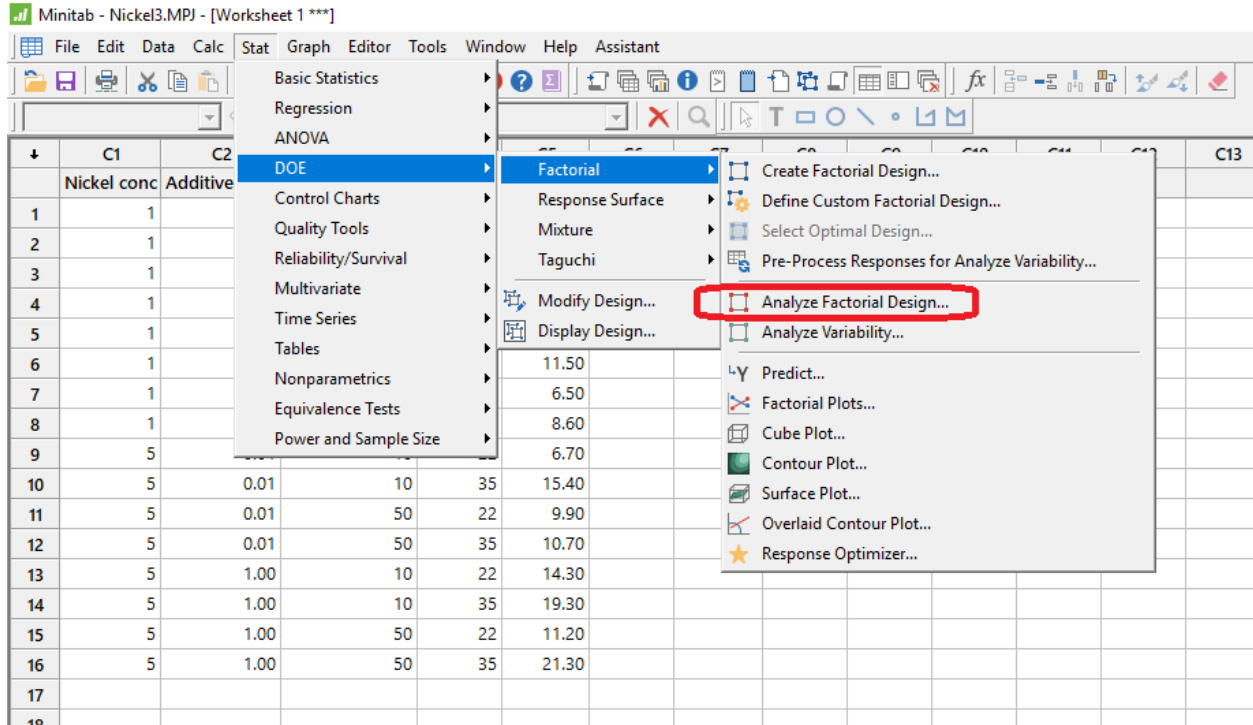 Minitab - Nickel3.MPJ - [Worksheet 1 ***]
File Edit Data Calc Stat Graph Editor Tools Window Help Assistant
Basic Statistics
Regression
ANOVA
DOE
Control Charts
Quality Tools
Reliability/Survival
Multivariate
Time Series
Tables
Nonparametrics
Equivalence Tests
Power and Sample Size
Factorial
Response Surface
Mixture
Taguchi
Modify Design...
Display Design...
Create Factorial Design...
Define Custom Factorial Design...
Select Optimal Design...
Pre-Process Responses for Analyze Variability...
Analyze Factorial Design...
Analyze Variability...
Predict...
Factorial Plots...
Cube Plot...
Contour Plot...
Surface Plot...
Overlaid Contour Plot...
Response Optimizer...
C1 C2 C13
Nickel conc Additive
1 1
2 1
3 1
4 1
5 1
6 1 11.50
7 1 6.50
8 1 8.60
9 5 6.70
10 5 0.01 10 35 15.40
11 5 0.01 50 22 9.90
12 5 0.01 50 35 10.70
13 5 1.00 10 22 14.30
14 5 1.00 10 35 19.30
15 5 1.00 50 22 11.20
16 5 1.00 50 35 21.30
17